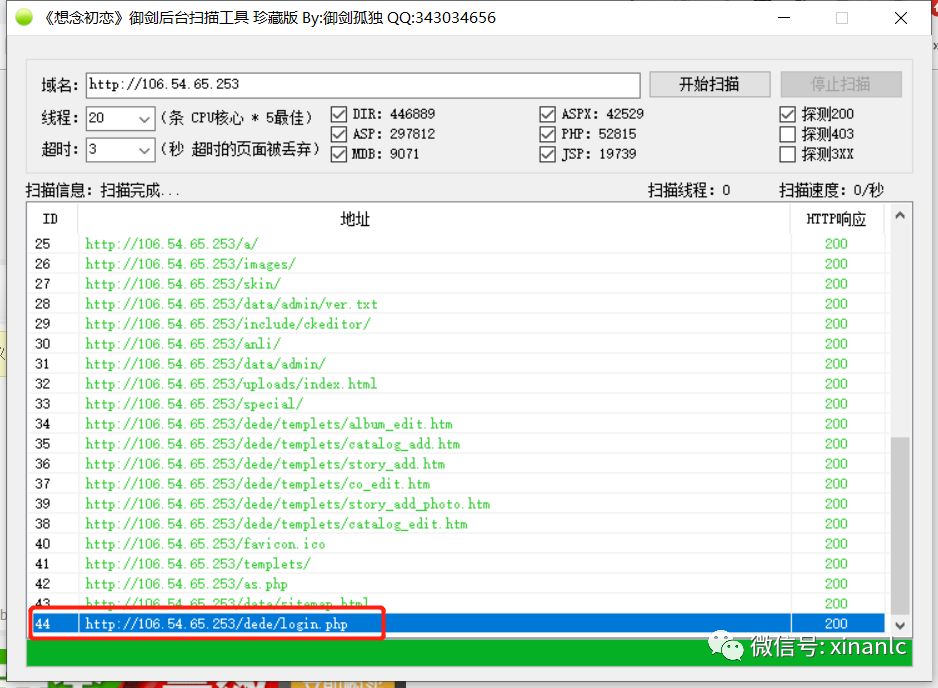 《想念初恋》御剑后台扫描工具 珍藏版 By:御剑孤独 QQ:343034656
域名: http://106.54.65.253 开始扫描 停止扫描
线程: 20 (条 CPU核心 * 5最佳) DIR: 446889 ASPX: 42529 探测200
ASP: 297812 PHP: 52815 探测403
超时: 3 (秒 超时的页面被丢弃) MDB: 9071 JSP: 19739 探测3XX
扫描信息: 扫描完成... 扫描线程: 0 扫描速度: 0/秒
ID 地址 HTTP响应
25 http://106.54.65.253/a/ 200
26 http://106.54.65.253/images/ 200
27 http://106.54.65.253/skin/ 200
28 http://106.54.65.253/data/admin/ver.txt 200
29 http://106.54.65.253/include/ckeditor/ 200
30 http://106.54.65.253/anli/ 200
31 http://106.54.65.253/data/admin/ 200
32 http://106.54.65.253/uploads/index.html 200
33 http://106.54.65.253/special/ 200
34 http://106.54.65.253/dede/templets/album_edit.htm 200
35 http://106.54.65.253/dede/templets/catalog_add.htm 200
36 http://106.54.65.253/dede/templets/story_add.htm 200
37 http://106.54.65.253/dede/templets/co_edit.htm 200
39 http://106.54.65.253/dede/templets/story_add_photo.htm 200
38 http://106.54.65.253/dede/templets/catalog_edit.htm 200
40 http://106.54.65.253/favicon.ico 200
41 http://106.54.65.253/templets/ 200
42 http://106.54.65.253/as.php 200
43 http://106.54.65.253/data/sitemap.html 200
44 http://106.54.65.253/dede/login.php 200
微信号: xinanlc